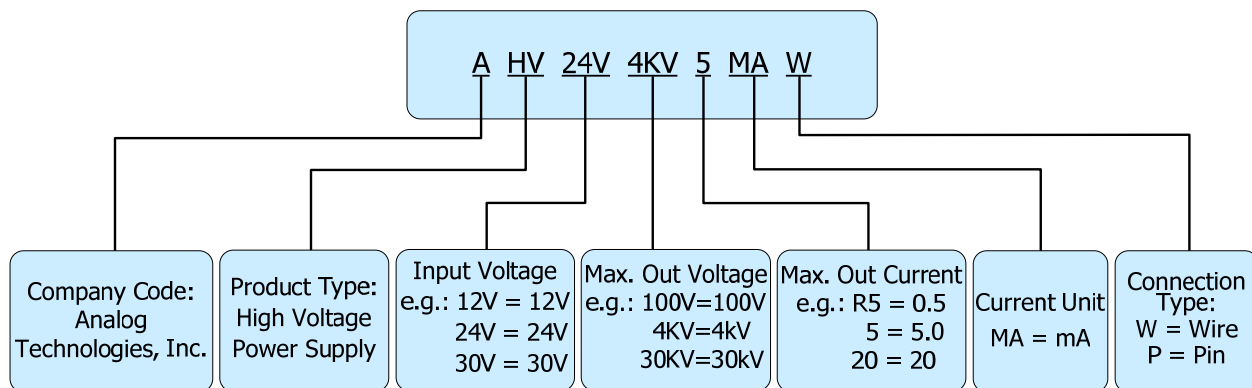 A HV 24V 4KV 5 MA W
Company Code:
Analog
Technologies, Inc.
Product Type:
High Voltage
Power Supply
Input Voltage
e.g.: 12V = 12V
24V = 24V
30V = 30V
Max. Out Voltage
e.g.: 100V=100V
4KV=4kV
30KV=30kV
Max. Out Current
e.g.: R5 = 0.5
5 = 5.0
20 = 20
Current Unit
MA = mA
Connection
Type:
W = Wire
P = Pin